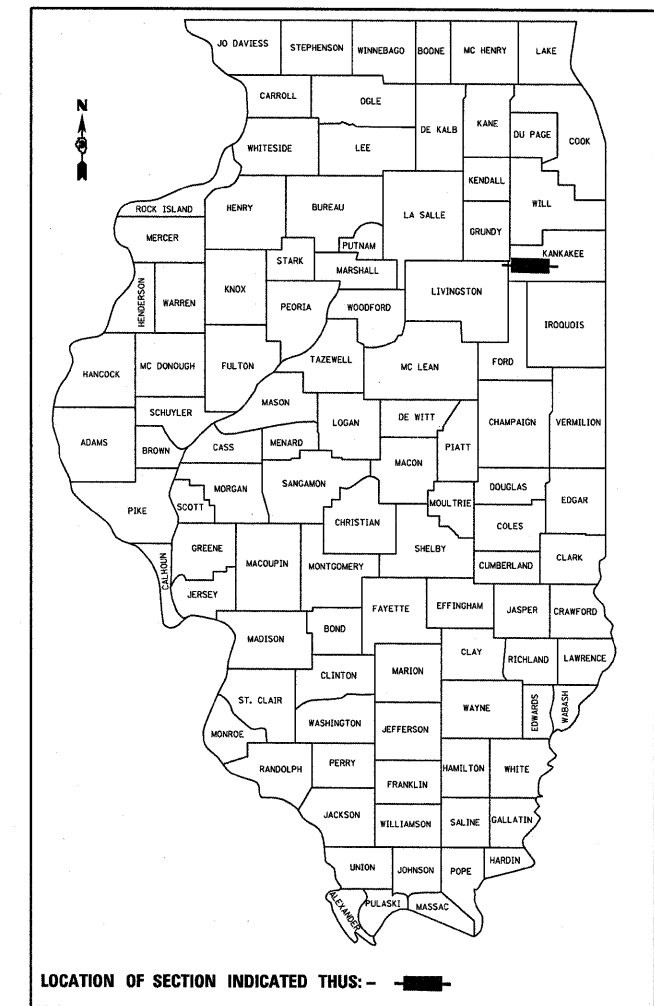 JO DAVIESS STEPHENSON WINNEBAGO BOONE MC HENRY LAKE
CARROLL OGLE
N
DE KALB KANE DU PAGE COOK
WHITESIDE LEE
KENDALL
ROCK ISLAND HENRY BUREAU LA SALLE WILL
MERCER PUTNAM GRUNDY
STARK MARSHALL KANKAKEE
HENDERSON WARREN KNOX LIVINGSTON
PEORIA WOODFORD IROQUOIS
HANCOCK MC DONOUGH FULTON TAZEWELL MC LEAN FORD
MASON
SCHUYLER LOGAN DE WITT CHAMPAIGN VERMILION
ADAMS BROWN CASS MENARD PIATT
MACON
MORGAN SANGAMON DOUGLAS
PIKE SCOTT MOULTRIE EDGAR
CHRISTIAN COLES
GREENE SHELBY
CALHOUN MACOUPIN MONTGOMERY CUMBERLAND CLARK
JERSEY FAYETTE EFFINGHAM JASPER CRAWFORD
MADISON BOND
CLAY RICHLAND LAWRENCE
CLINTON MARION
ST. CLAIR WAYNE EDWARDS WABASH
WASHINGTON JEFFERSON
MONROE
RANDOLPH PERRY HAMILTON WHITE
FRANKLIN
JACKSON WILLIAMSON SALINE GALLATIN
UNION JOHNSON POPE HARDIN
ALEXANDER PULASKI MASSAC
LOCATION OF SECTION INDICATED THUS: -